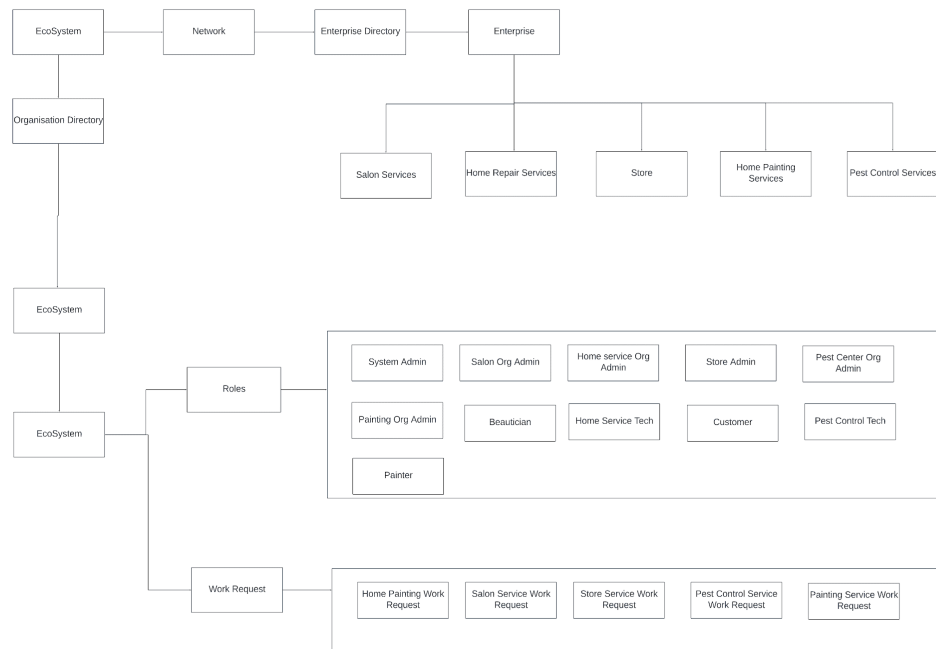 EcoSystem
Network
Enterprise Directory
Enterprise
Organisation Directory
Salon Services
Home Repair Services
Store
Home Painting
Services
Pest Control Services
EcoSystem
System Admin
Salon Org Admin
Home service Org
Admin
Store Admin
Pest Center Org
Admin
Roles
Painting Org Admin
Beautician
Home Service Tech
Customer
Pest Control Tech
EcoSystem
Painter
Work Request
Home Painting Work
Request
Salon Service Work
Request
Store Service Work
Request
Pest Control Service
Work Request
Painting Service Work
Request